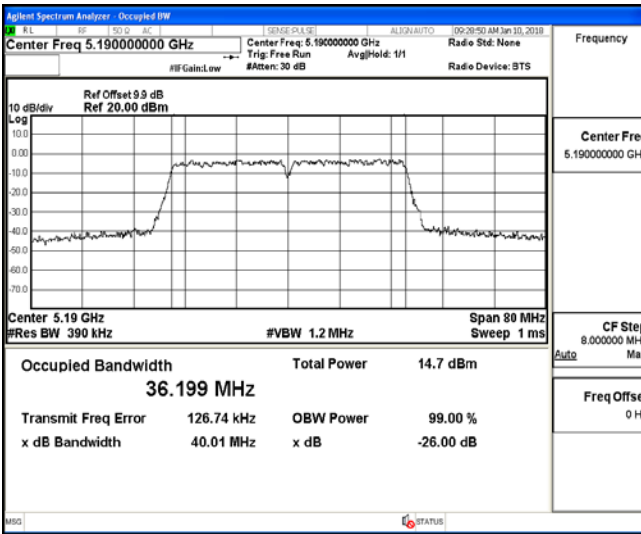 Agilent Spectrum Analyzer - Occupied BW
RL RF 50 Ω AC SENSE:PULSE ALIGN AUTO 09:28:50 AM Jan 10, 2018
Center Freq 5.190000000 GHz
Center Freq: 5.190000000 GHz
Radio Std: None
Trig: Free Run Avg|Hold: 1/1
#IFGain:Low #Atten: 30 dB Radio Device: BTS
Ref Offset 9.9 dB
10 dB/div Ref 20.00 dBm
Log
10.0
0.00
-10.0
-20.0
-30.0
-40.0
-50.0
-60.0
-70.0
Center 5.19 GHz Span 80 MHz
#Res BW 390 kHz #VBW 1.2 MHz Sweep 1 ms
Occupied Bandwidth Total Power 14.7 dBm
36.199 MHz
Transmit Freq Error 126.74 kHz OBW Power 99.00 %
x dB Bandwidth 40.01 MHz x dB -26.00 dB
MSG STATUS
Frequency
Center Fre
5.190000000 GH
CF Ste
8.000000 MH
Auto Ma
Freq Offse
0 H